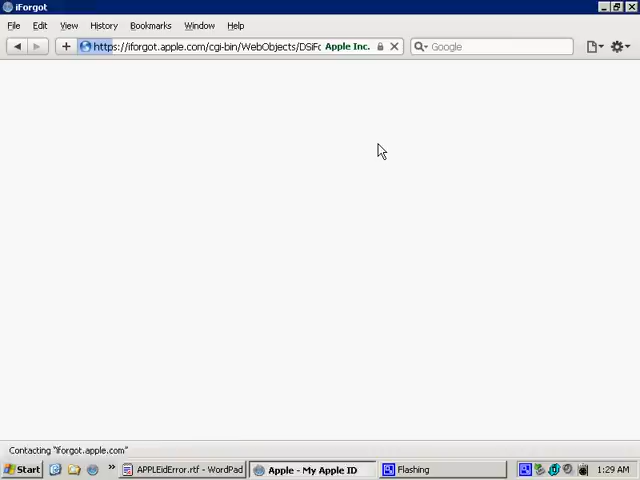 iForgot
File Edit View History Bookmarks Window Help
https://iforgot.apple.com/cgi-bin/WebObjects/DSiFo Apple Inc. Google
Contacting "iforgot.apple.com"
Start » APPLEidError.rtf - WordPad Apple - My Apple ID Flashing 1:29 AM